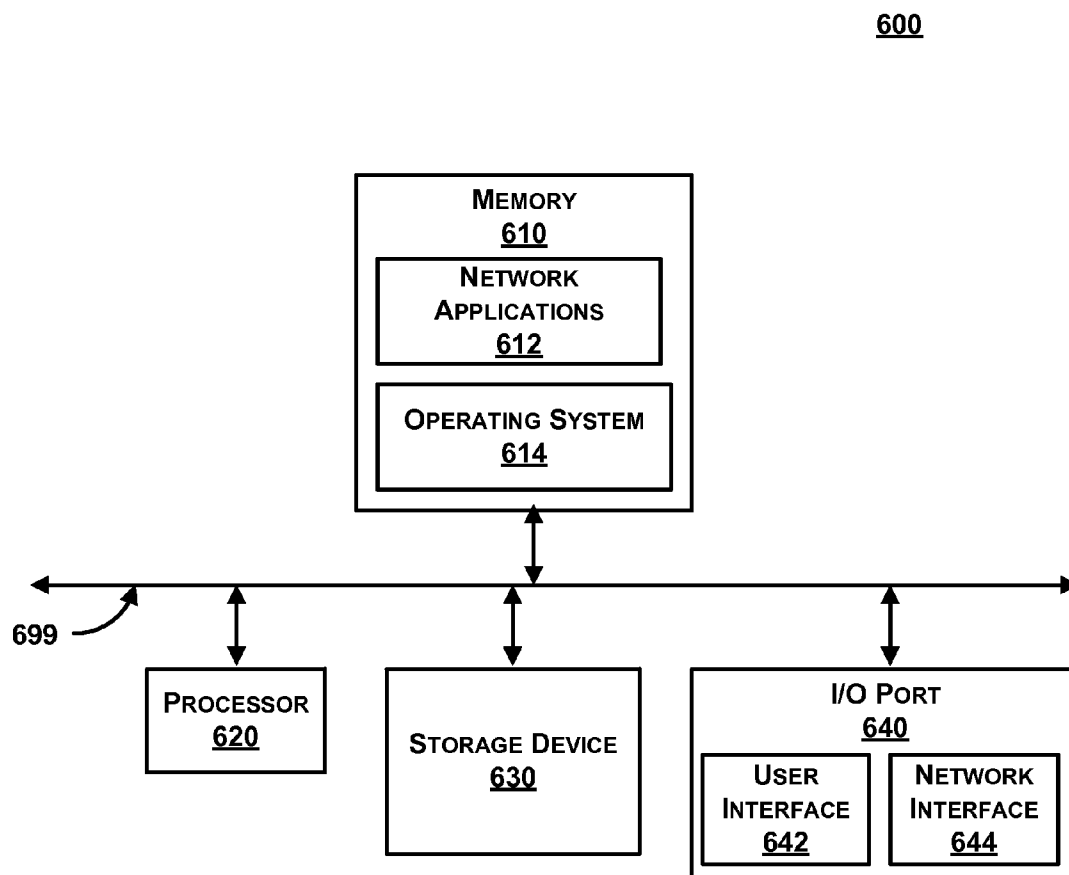 600
MEMORY
610
NETWORK
APPLICATIONS
612
OPERATING SYSTEM
614
699
PROCESSOR
620
STORAGE DEVICE
630
I/O PORT
640
USER
INTERFACE
642
NETWORK
INTERFACE
644